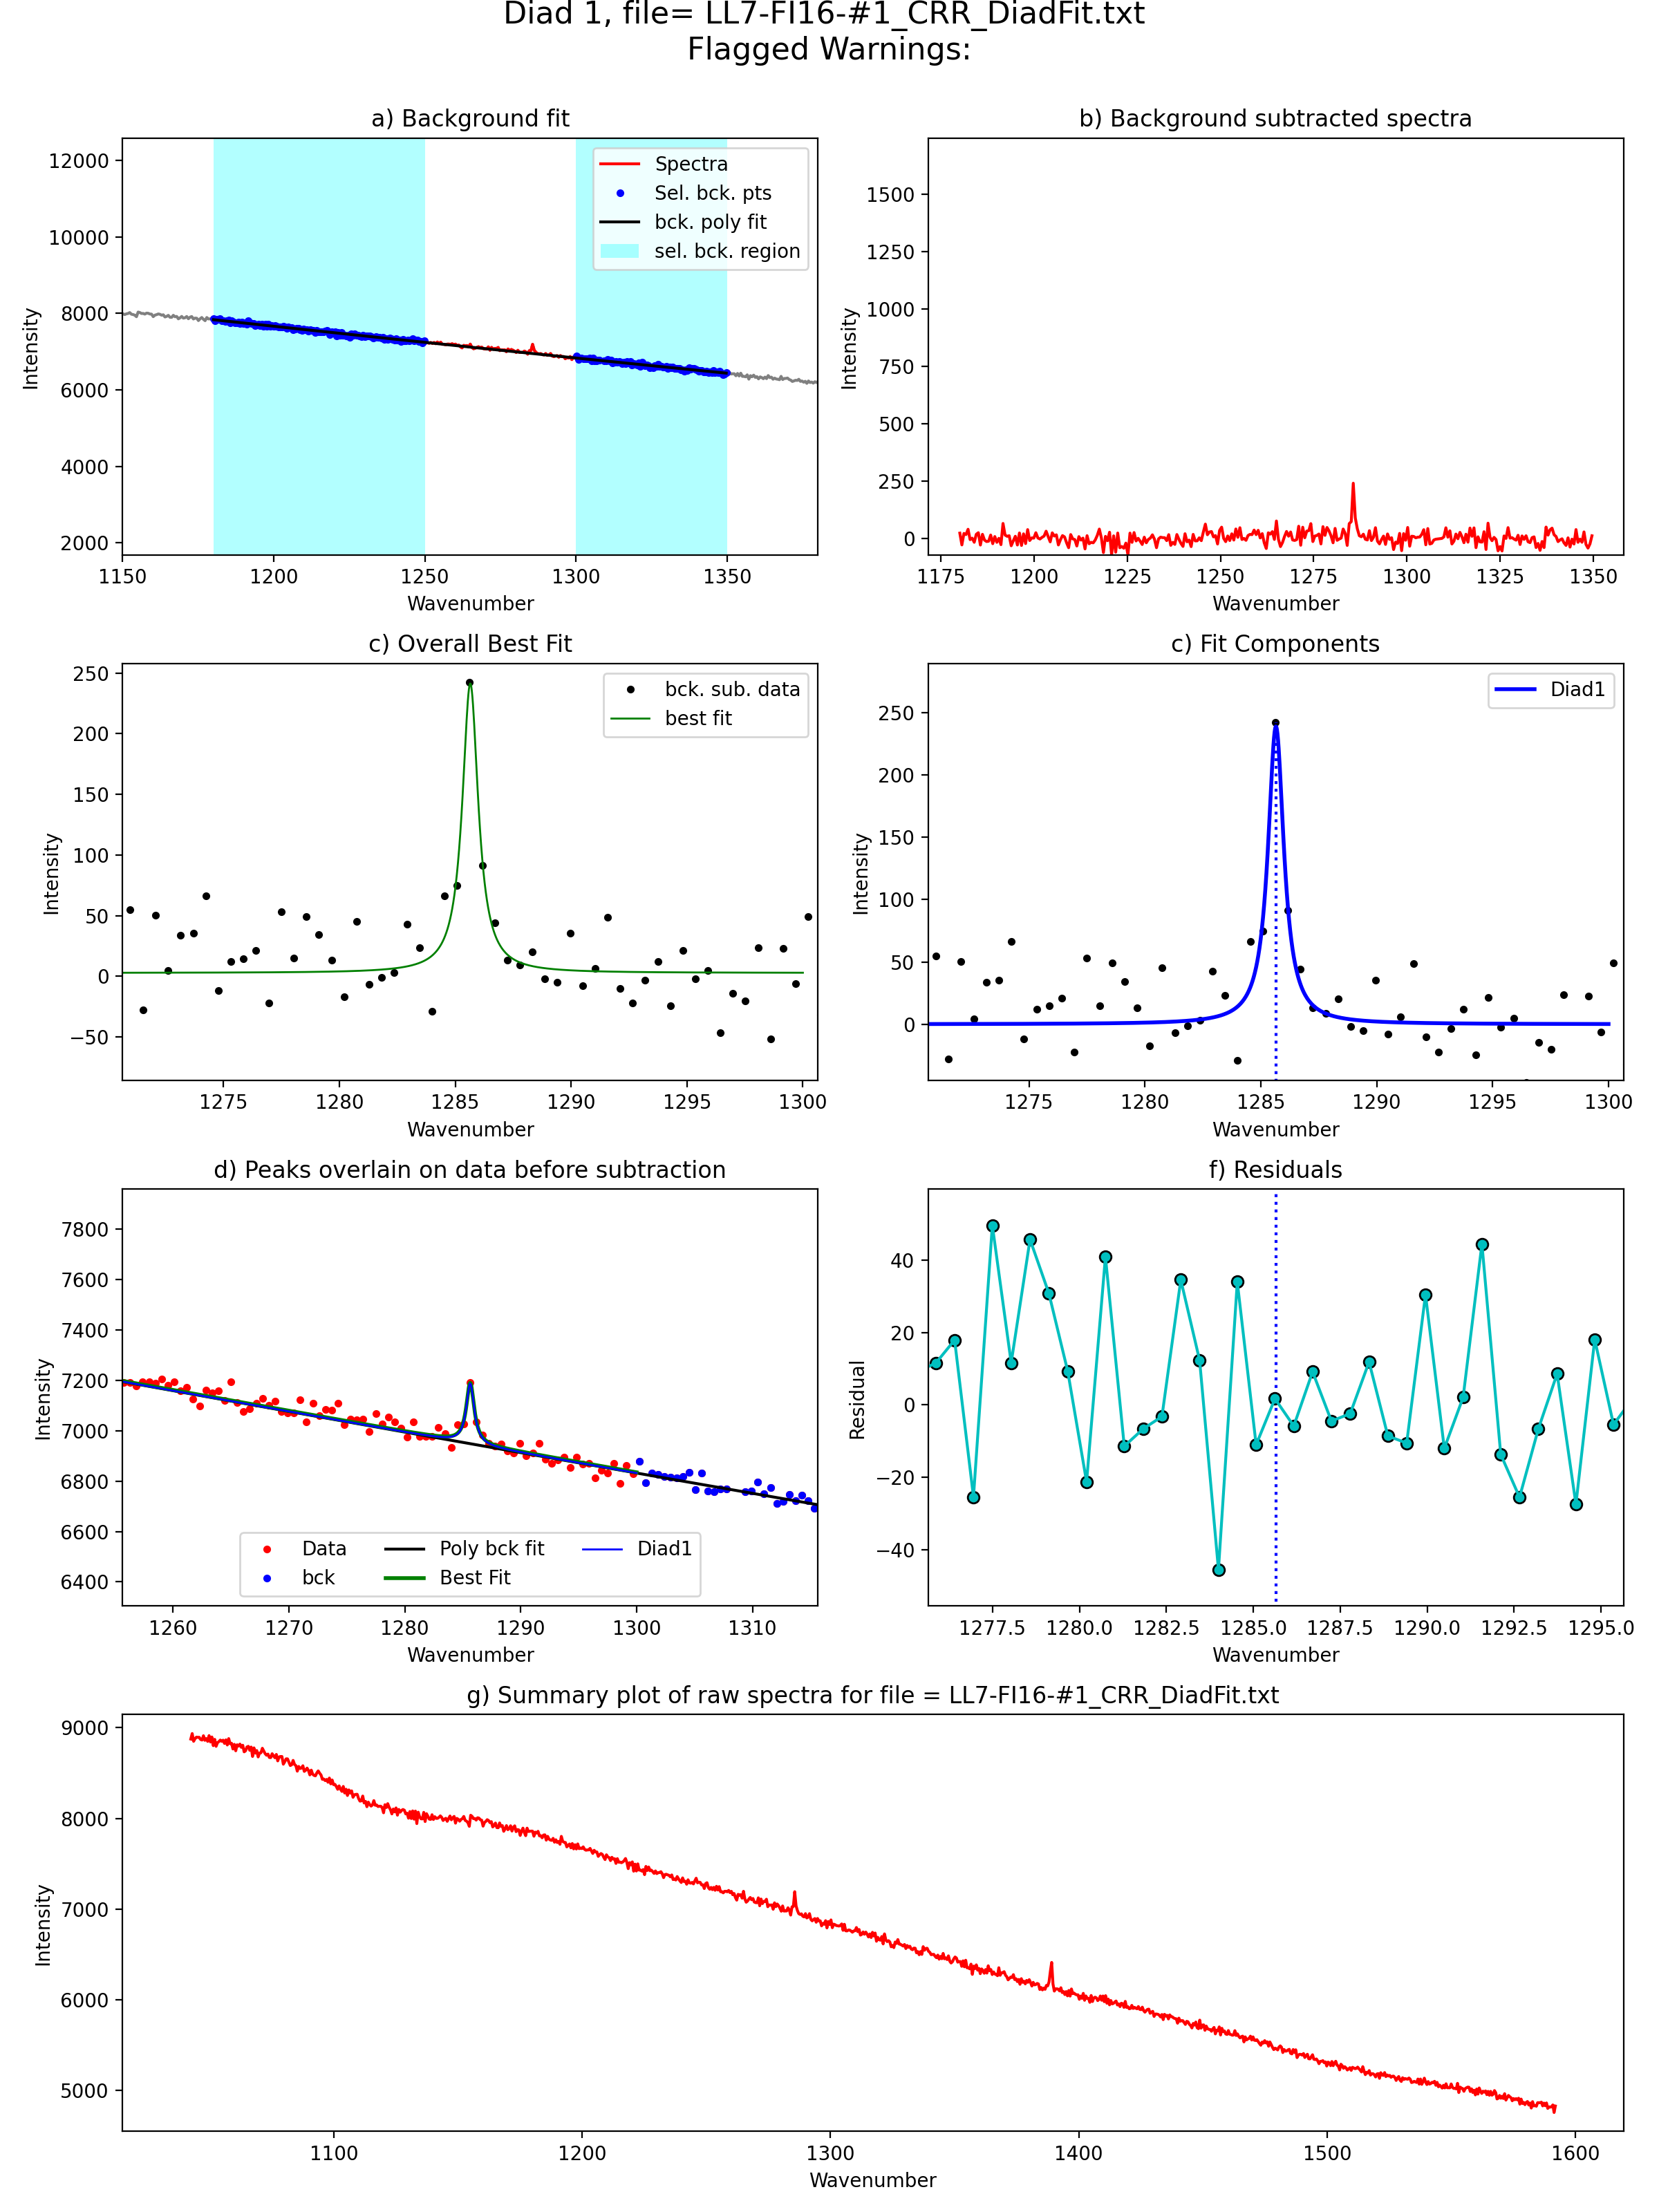 Diad 1, file= LL7-FI16-#1_CRR_DiadFit.txt
Flagged Warnings:
a) Background fit
12000
10000
8000
6000
4000
2000
Intensity
Spectra
Sel. bck. pts
bck. poly fit
sel. bck. region
1150 1200 1250 1300 1350
Wavenumber
b) Background subtracted spectra
1500
1250
1000
750
500
250
0
Intensity
1175 1200 1225 1250 1275 1300 1325 1350
Wavenumber
c) Overall Best Fit
250
200
150
100
50
0
−50
Intensity
bck. sub. data
best fit
1275 1280 1285 1290 1295 1300
Wavenumber
c) Fit Components
250
200
150
100
50
0
Intensity
Diad1
1275 1280 1285 1290 1295 1300
Wavenumber
d) Peaks overlain on data before subtraction
7800
7600
7400
7200
7000
6800
6600
6400
Intensity
Data Poly bck fit Diad1
bck Best Fit
1260 1270 1280 1290 1300 1310
Wavenumber
f) Residuals
40
20
0
−20
−40
Residual
1277.5 1280.0 1282.5 1285.0 1287.5 1290.0 1292.5 1295.0
Wavenumber
g) Summary plot of raw spectra for file = LL7-FI16-#1_CRR_DiadFit.txt
9000
8000
7000
6000
5000
Intensity
1100 1200 1300 1400 1500 1600
Wavenumber